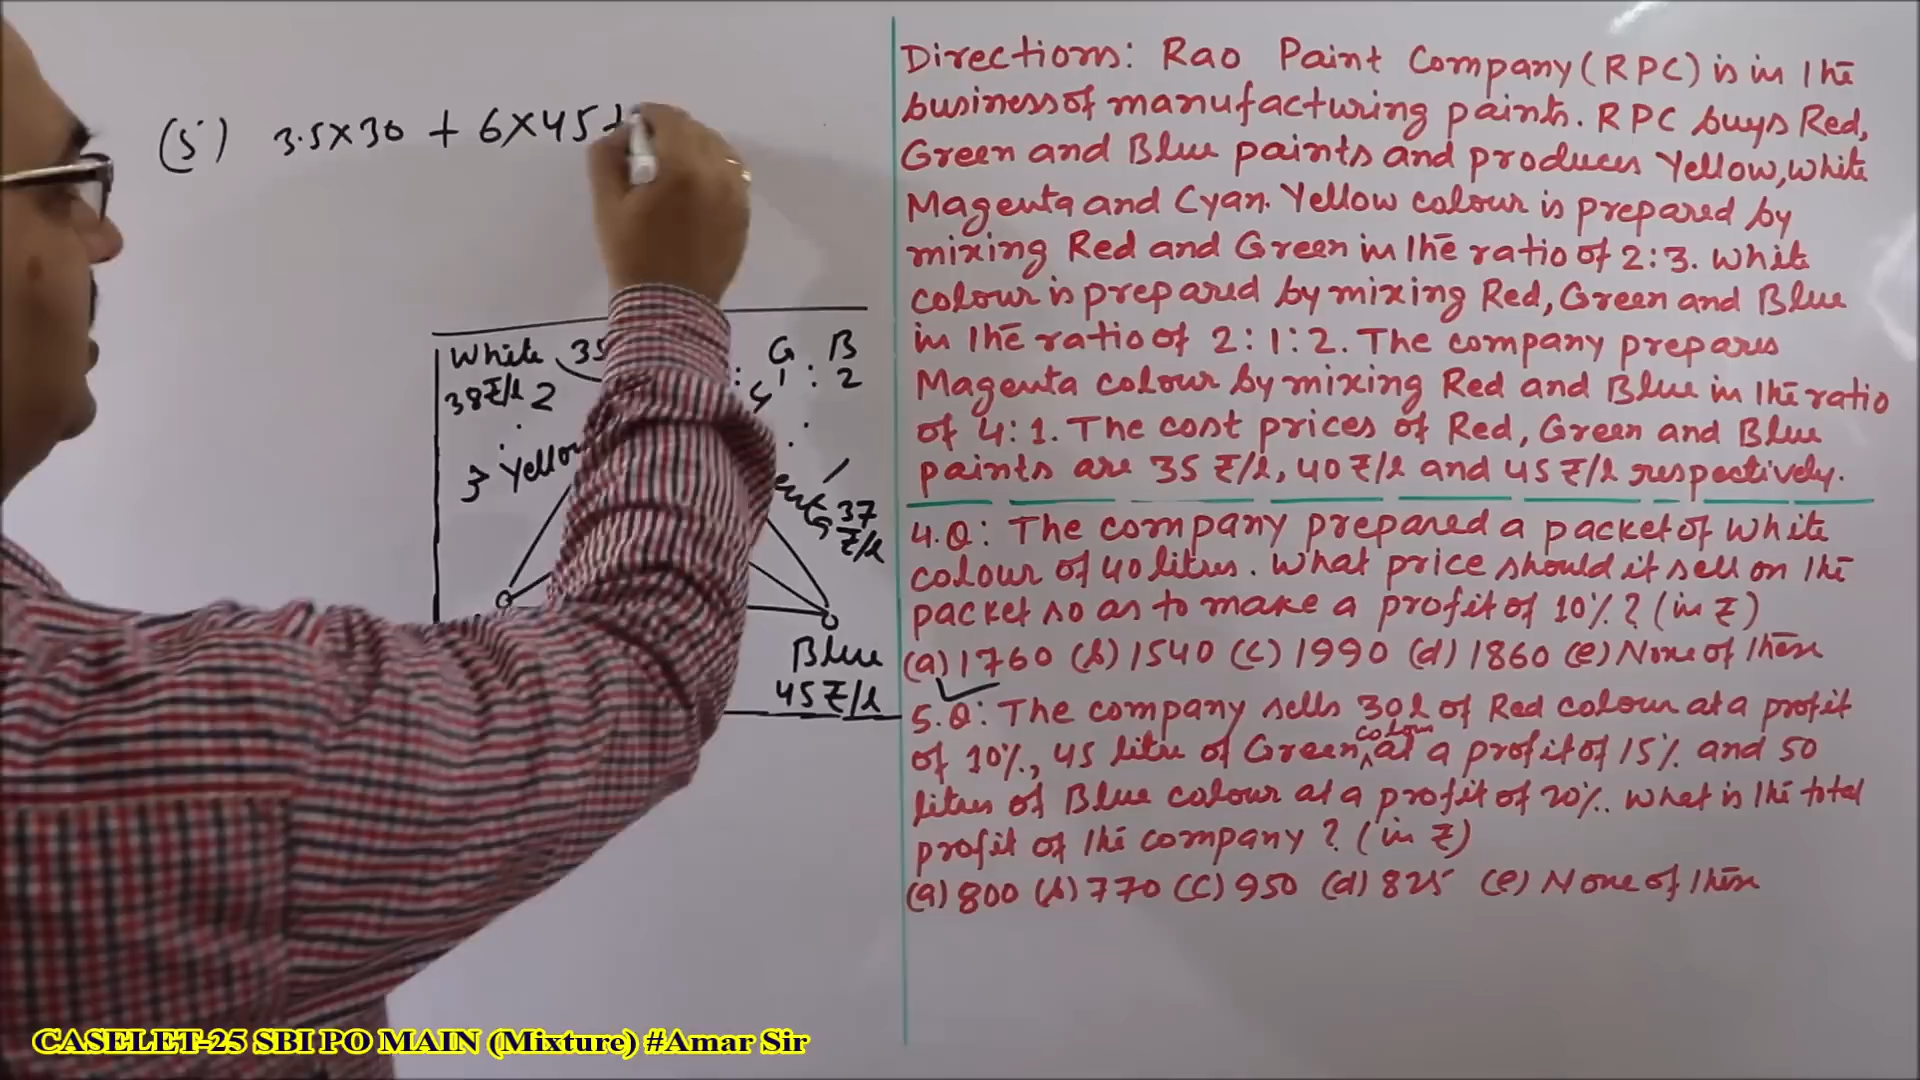 (5) 3.5×30 + 6×45+
White 35
G B
38₹/l 2
: 1 : 2
4
3 Yellow
37
₹/l
Blue
45₹/l
Directions: Rao Paint Company (RPC) is in the
business of manufacturing paints. RPC buys Red,
Green and Blue paints and produces Yellow, White
Magenta and Cyan. Yellow colour is prepared by
mixing Red and Green in the ratio of 2:3. White
colour is prepared by mixing Red, Green and Blue
in the ratio of 2:1:2. The company prepares
Magenta colour by mixing Red and Blue in the ratio
of 4:1. The cost prices of Red, Green and Blue
paints are 35 ₹/l, 40 ₹/l and 45 ₹/l respectively.
4.Q: The company prepared a packet of White
colour of 40 litres. What price should it sell on the
packet so as to make a profit of 10%? (in ₹)
(a) 1760 (b) 1540 (c) 1990 (d) 1860 (e) None of these
5.Q: The company sells 30l of Red colour at a profit
of 10%, 45 litre of Green colour at a profit of 15% and 50
litres of Blue colour at a profit of 20%. What is the total
profit of the company? (in ₹)
(a) 800 (b) 770 (c) 950 (d) 825 (e) None of these
CASELET-25 SBI PO MAIN (Mixture) #Amar Sir